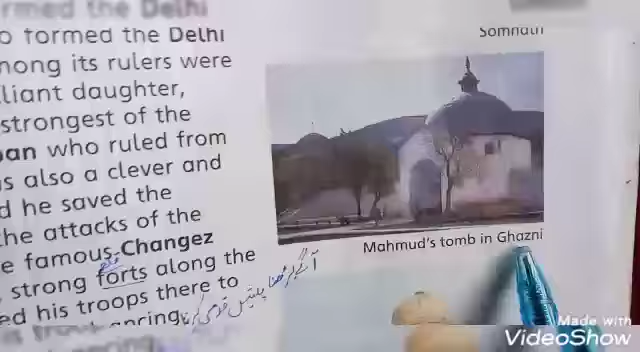 rmed the Delhi
o formed the Delhi
nong its rulers were
lliant daughter,
strongest of the
ban who ruled from
s also a clever and
d he saved the
he attacks of the
e famous Changez
strong forts along the
ed his troops there to
Somnath
Mahmud's tomb in Ghazni
Made with
VideoShow